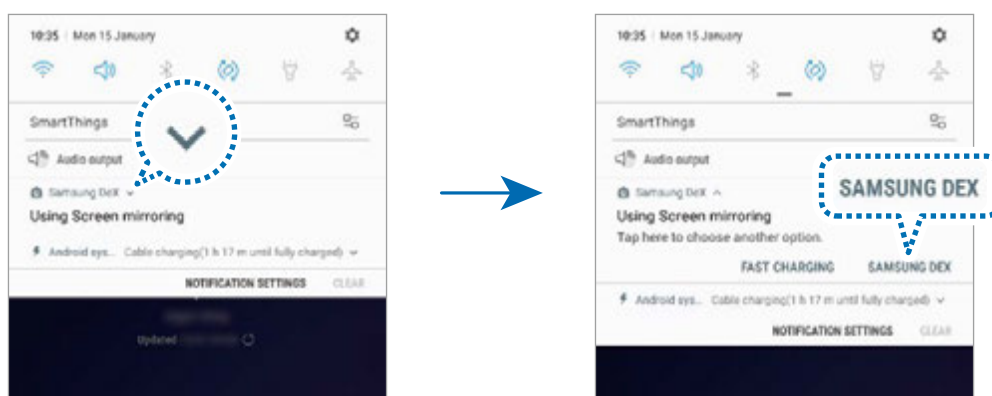 10:35 | Mon 15 January
SmartThings
Audio output
Samsung DeX
Using Screen mirroring
Android sys... Cable charging(1 h 17 m until fully charged)
NOTIFICATION SETTINGS CLEAR
Updated
10:35 | Mon 15 January
SmartThings
Audio output
SAMSUNG DEX
Samsung DeX
Using Screen mirroring
Tap here to choose another option.
FAST CHARGING SAMSUNG DEX
Android sys... Cable charging(1 h 17 m until fully charged)
NOTIFICATION SETTINGS CLEAR